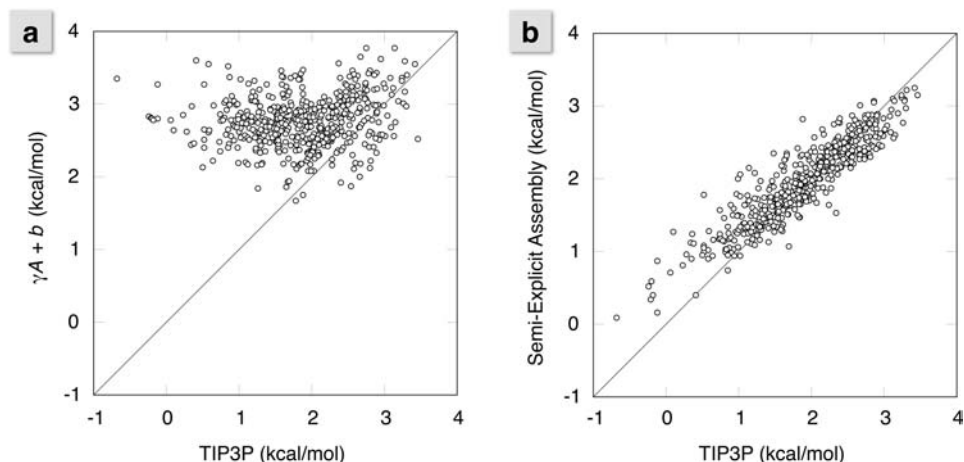 a
4
3
2
1
0
-1
-1 0 1 2 3 4
γA + b (kcal/mol)
TIP3P (kcal/mol)
b
4
3
2
1
0
-1
-1 0 1 2 3 4
Semi-Explicit Assembly (kcal/mol)
TIP3P (kcal/mol)